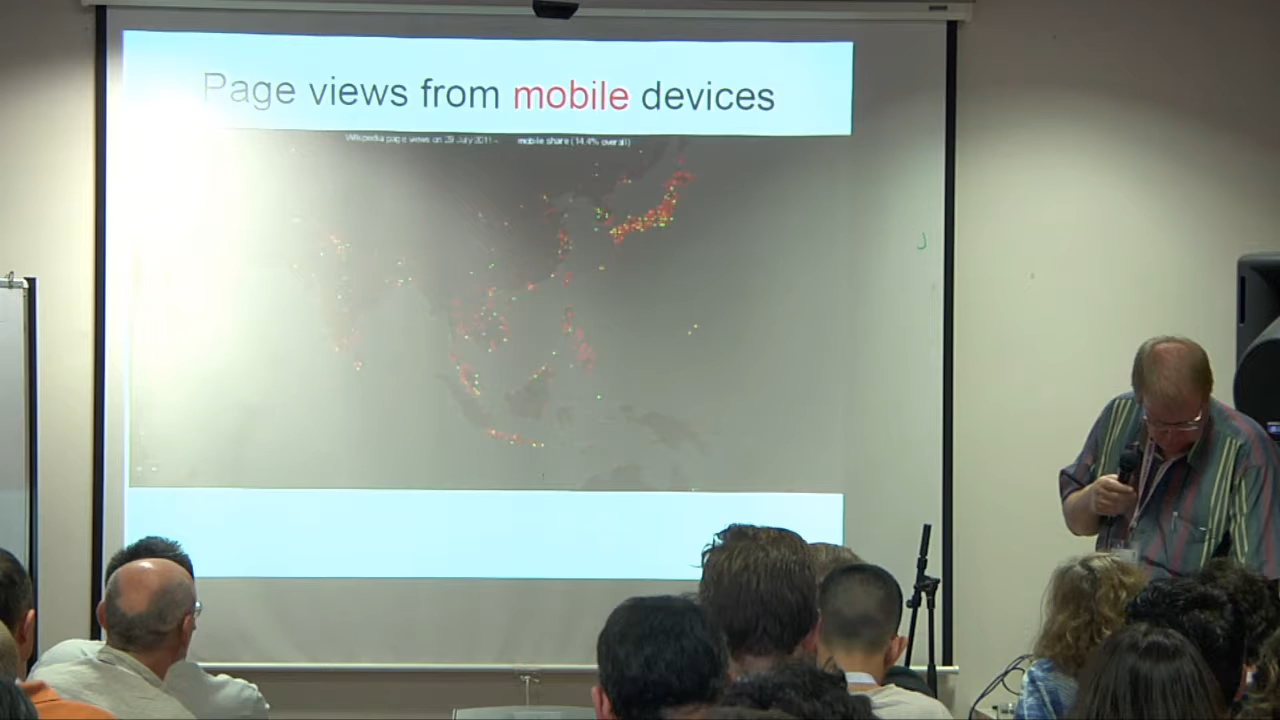 Page views from mobile devices
Wikipedia page views on 29 July 2011 - mobile share (14.4% overall)